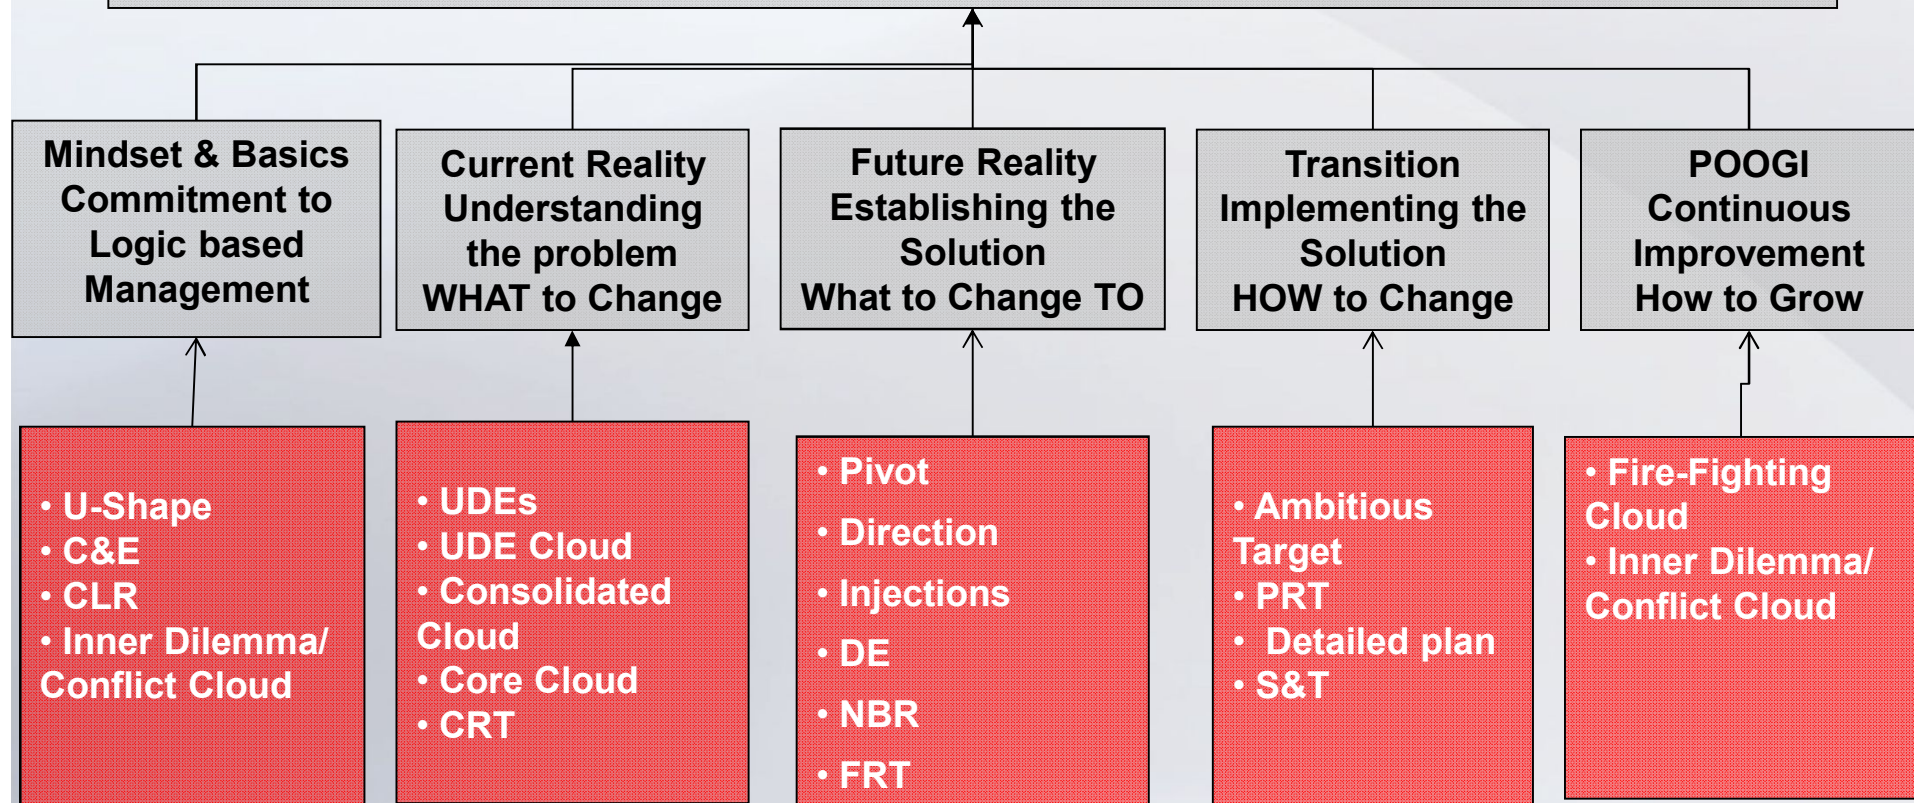 Mindset & Basics
Commitment to
Logic based
Management
Current Reality
Understanding
the problem
WHAT to Change
Future Reality
Establishing the
Solution
What to Change TO
Transition
Implementing the
Solution
HOW to Change
POOGI
Continuous
Improvement
How to Grow
• U-Shape
• C&E
• CLR
• Inner Dilemma/
Conflict Cloud
• UDEs
• UDE Cloud
• Consolidated
Cloud
• Core Cloud
• CRT
• Pivot
• Direction
• Injections
• DE
• NBR
• FRT
• Ambitious
Target
• PRT
• Detailed plan
• S&T
• Fire-Fighting
Cloud
• Inner Dilemma/
Conflict Cloud